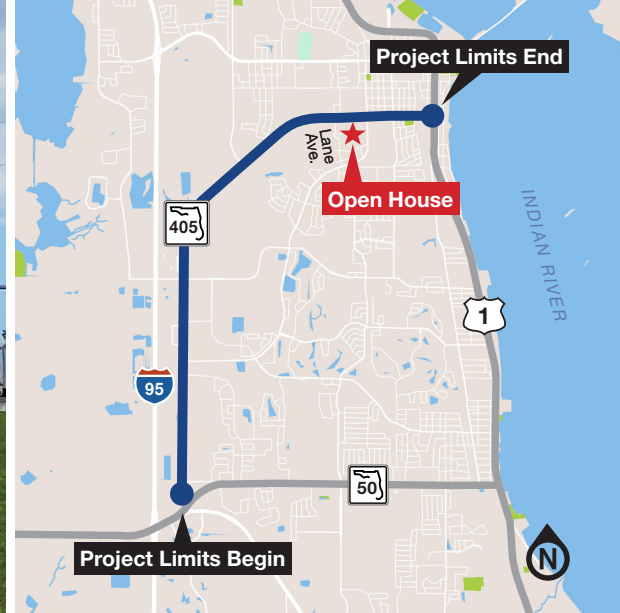 Project Limits End
Lane
Ave.
Open House
405
INDIAN RIVER
1
95
50
Project Limits Begin
N